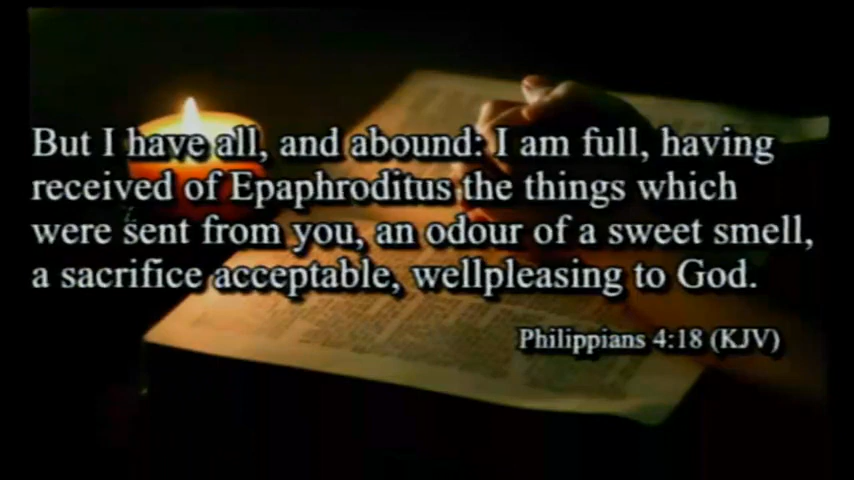 But I have all, and abound: I am full, having
received of Epaphroditus the things which
were sent from you, an odour of a sweet smell,
a sacrifice acceptable, wellpleasing to God.
Philippians 4:18 (KJV)